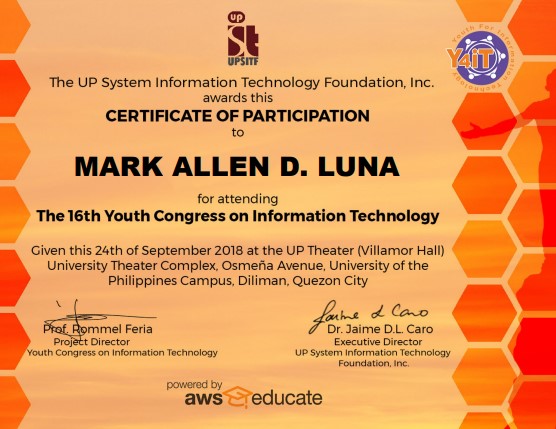 up
st
UPSITF
Youth For Information Technology
Y4iT
The UP System Information Technology Foundation, Inc.
awards this
CERTIFICATE OF PARTICIPATION
to
MARK ALLEN D. LUNA
for attending
The 16th Youth Congress on Information Technology
Given this 24th of September 2018 at the UP Theater (Villamor Hall)
University Theater Complex, Osmeña Avenue, University of the
Philippines Campus, Diliman, Quezon City
Jaime d Caro
Prof. Rommel Feria
Project Director
Youth Congress on Information Technology
Dr. Jaime D.L. Caro
Executive Director
UP System Information Technology
Foundation, Inc.
powered by
aws educate